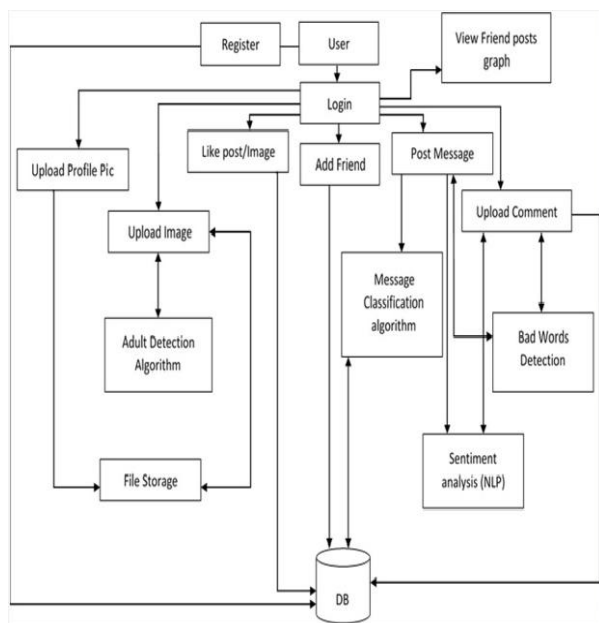 Register
User
View Friend posts
graph
Login
Upload Profile Pic
Like post/Image
Add Friend
Post Message
Upload Comment
Upload Image
Message
Classification
algorithm
Adult Detection
Algorithm
Bad Words
Detection
File Storage
Sentiment
analysis (NLP)
DB